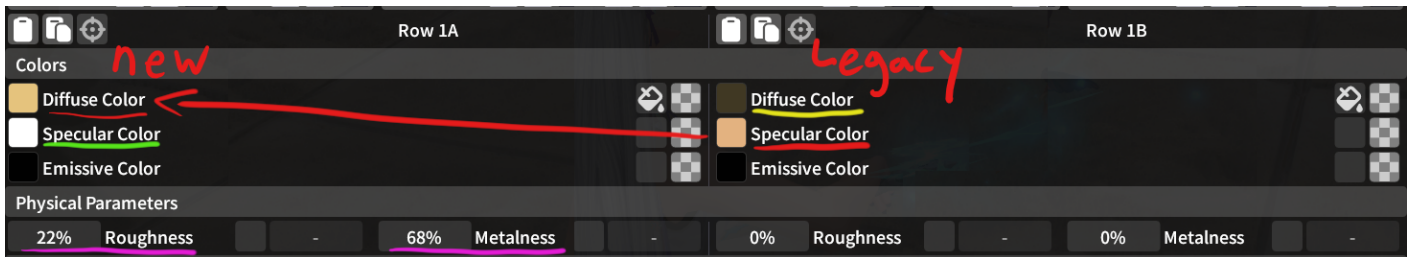 Row 1A Row 1B
new Legacy
Colors
Diffuse Color Diffuse Color
Specular Color Specular Color
Emissive Color Emissive Color
Physical Parameters
22% Roughness - 68% Metalness - 0% Roughness - 0% Metalness -